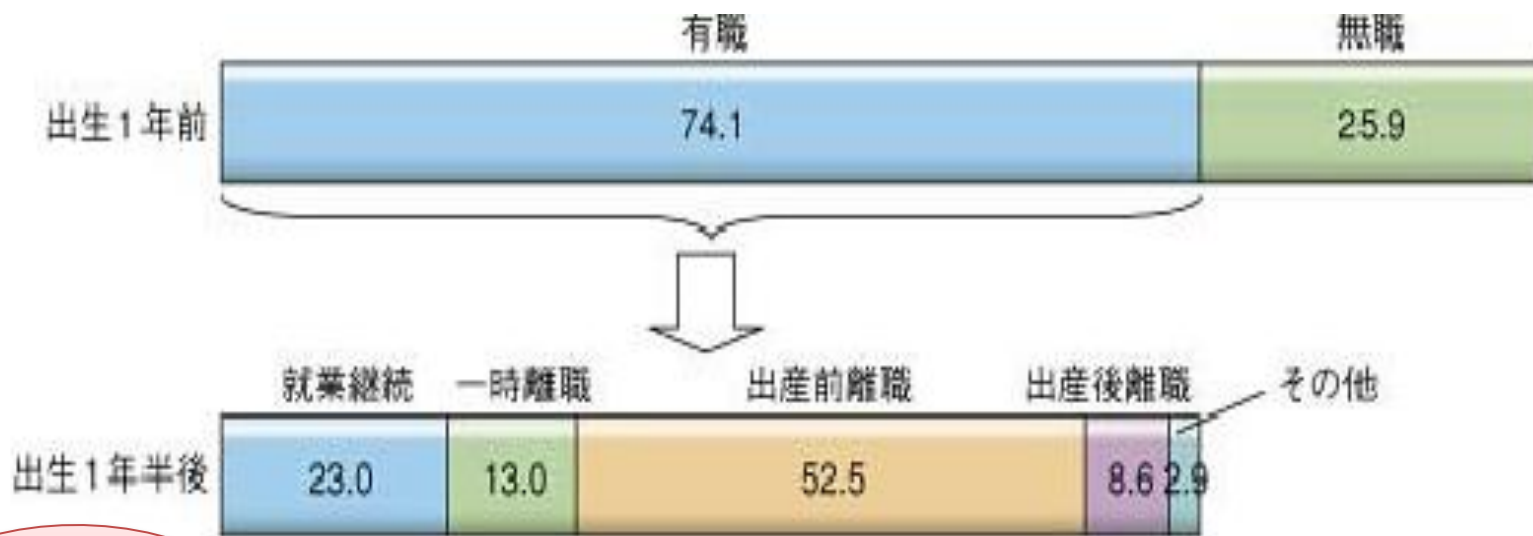 有職 無職
出生1年前 74.1 25.9
就業継続 一時離職 出産前離職 出産後離職 その他
出生1年半後 23.0 13.0 52.5 8.6 2.9